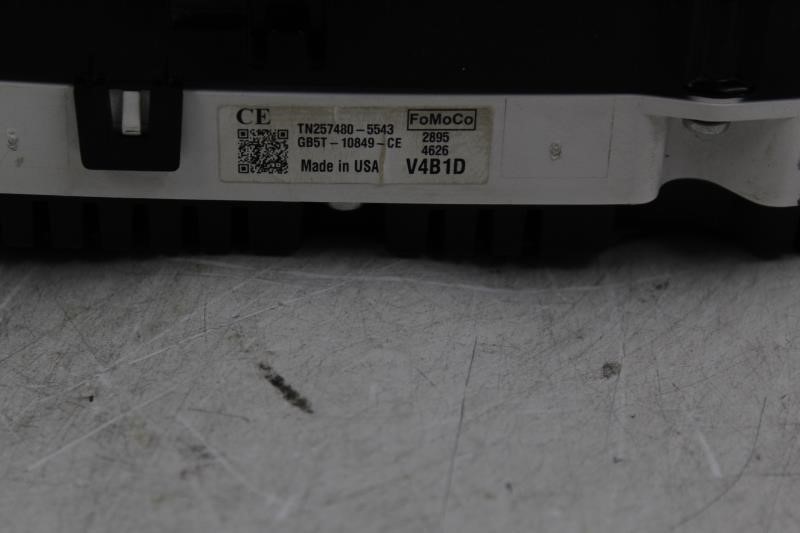 CE
TN257480-5543
GB5T-10849-CE
Made in USA
FoMoCo
2895
4626
V4B1D